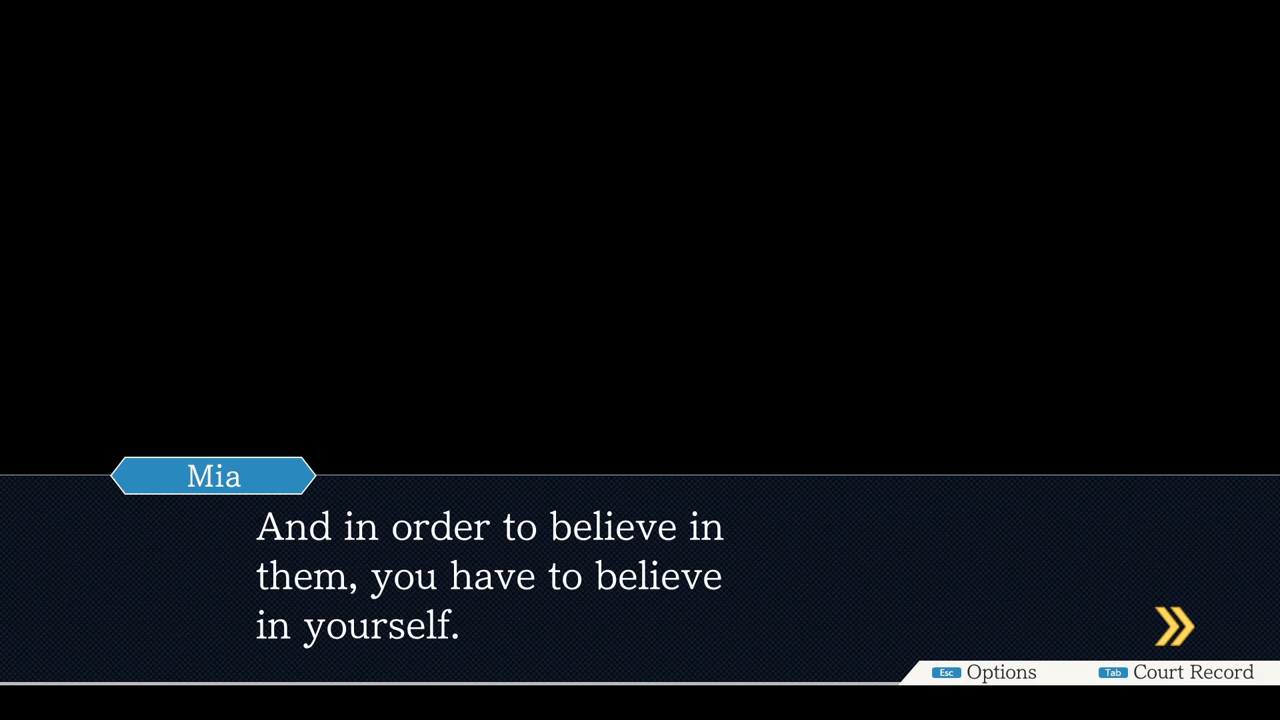 Mia
And in order to believe in
them, you have to believe
in yourself.
Esc Options Tab Court Record